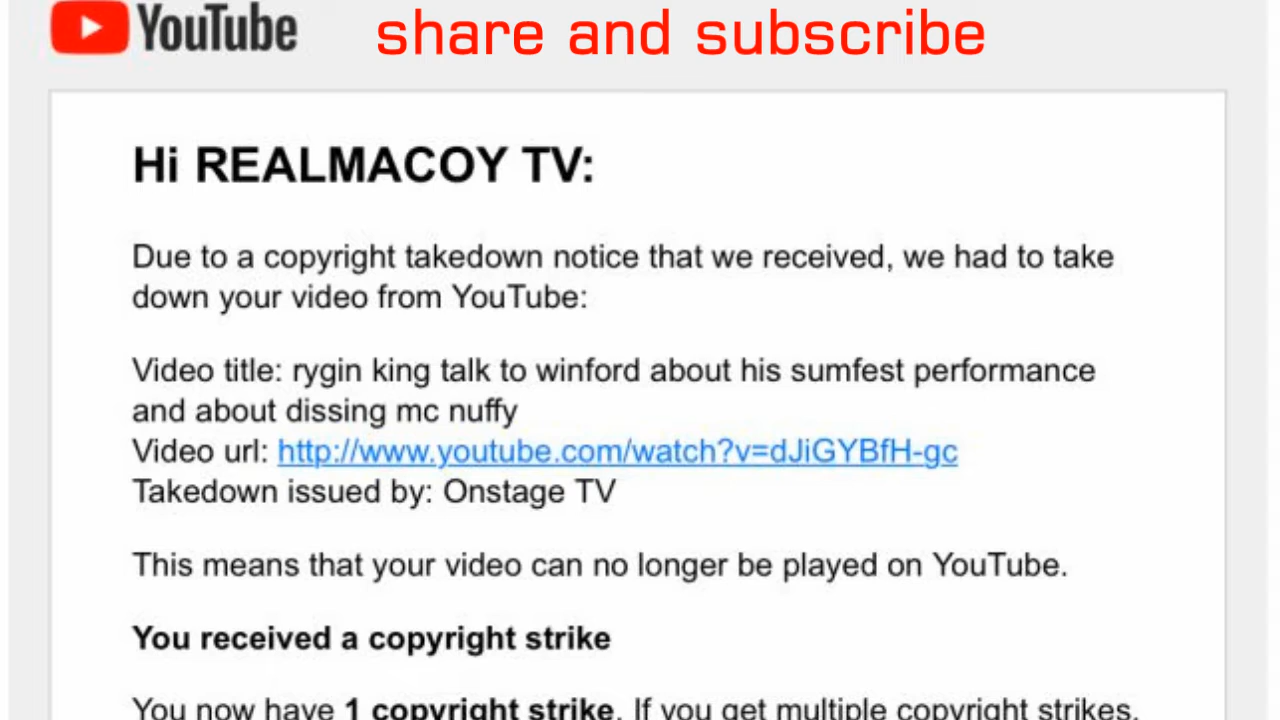 YouTube share and subscribe
Hi REALMACOY TV:
Due to a copyright takedown notice that we received, we had to take
down your video from YouTube:
Video title: rygin king talk to winford about his sumfest performance
and about dissing mc nuffy
Video url: http://www.youtube.com/watch?v=dJiGYBfH-gc
Takedown issued by: Onstage TV
This means that your video can no longer be played on YouTube.
You received a copyright strike
You now have 1 copyright strike. If you get multiple copyright strikes,